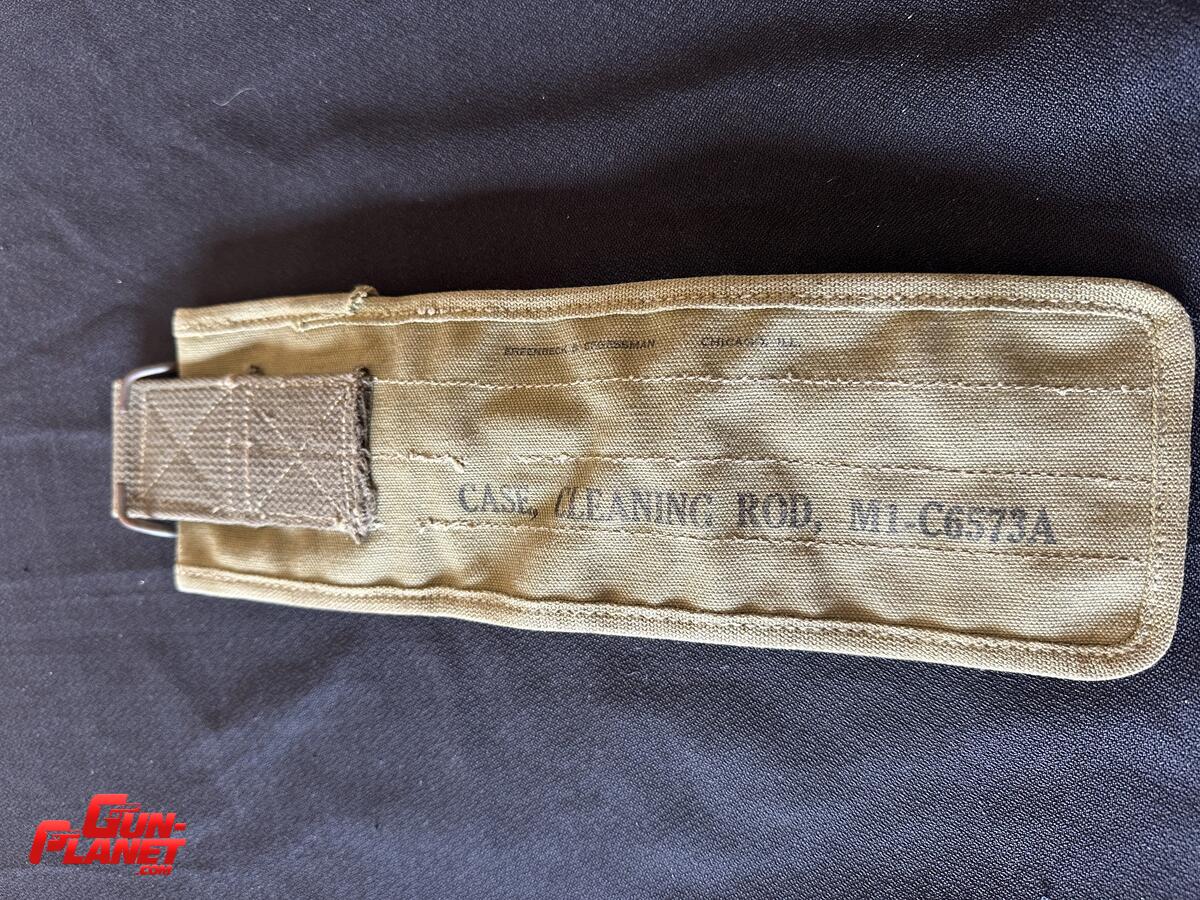 CHICAGO, ILL.
CASE, CLEANING ROD, M1-C6573A
GUN-
PLANET
.COM